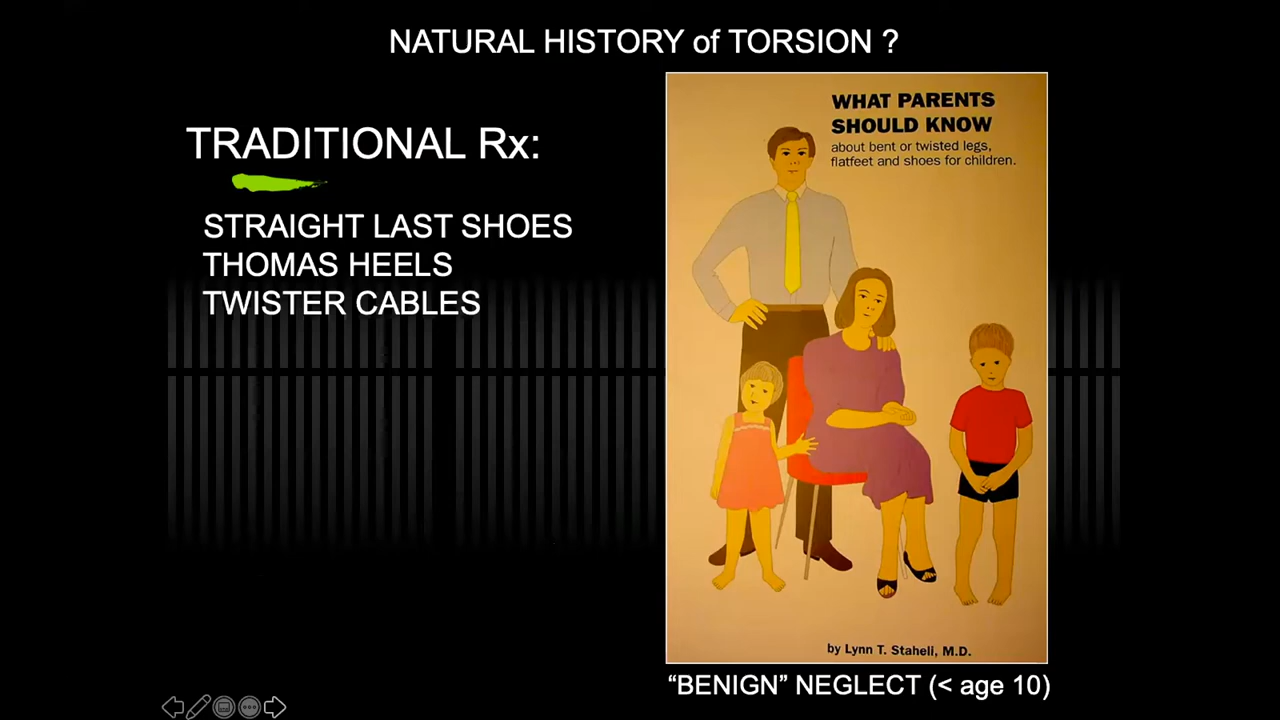 NATURAL HISTORY of TORSION ?
TRADITIONAL Rx:
STRAIGHT LAST SHOES
THOMAS HEELS
TWISTER CABLES
WHAT PARENTS
SHOULD KNOW
about bent or twisted legs,
flatfeet and shoes for children.
by Lynn T. Staheli, M.D.
“BENIGN” NEGLECT (< age 10)